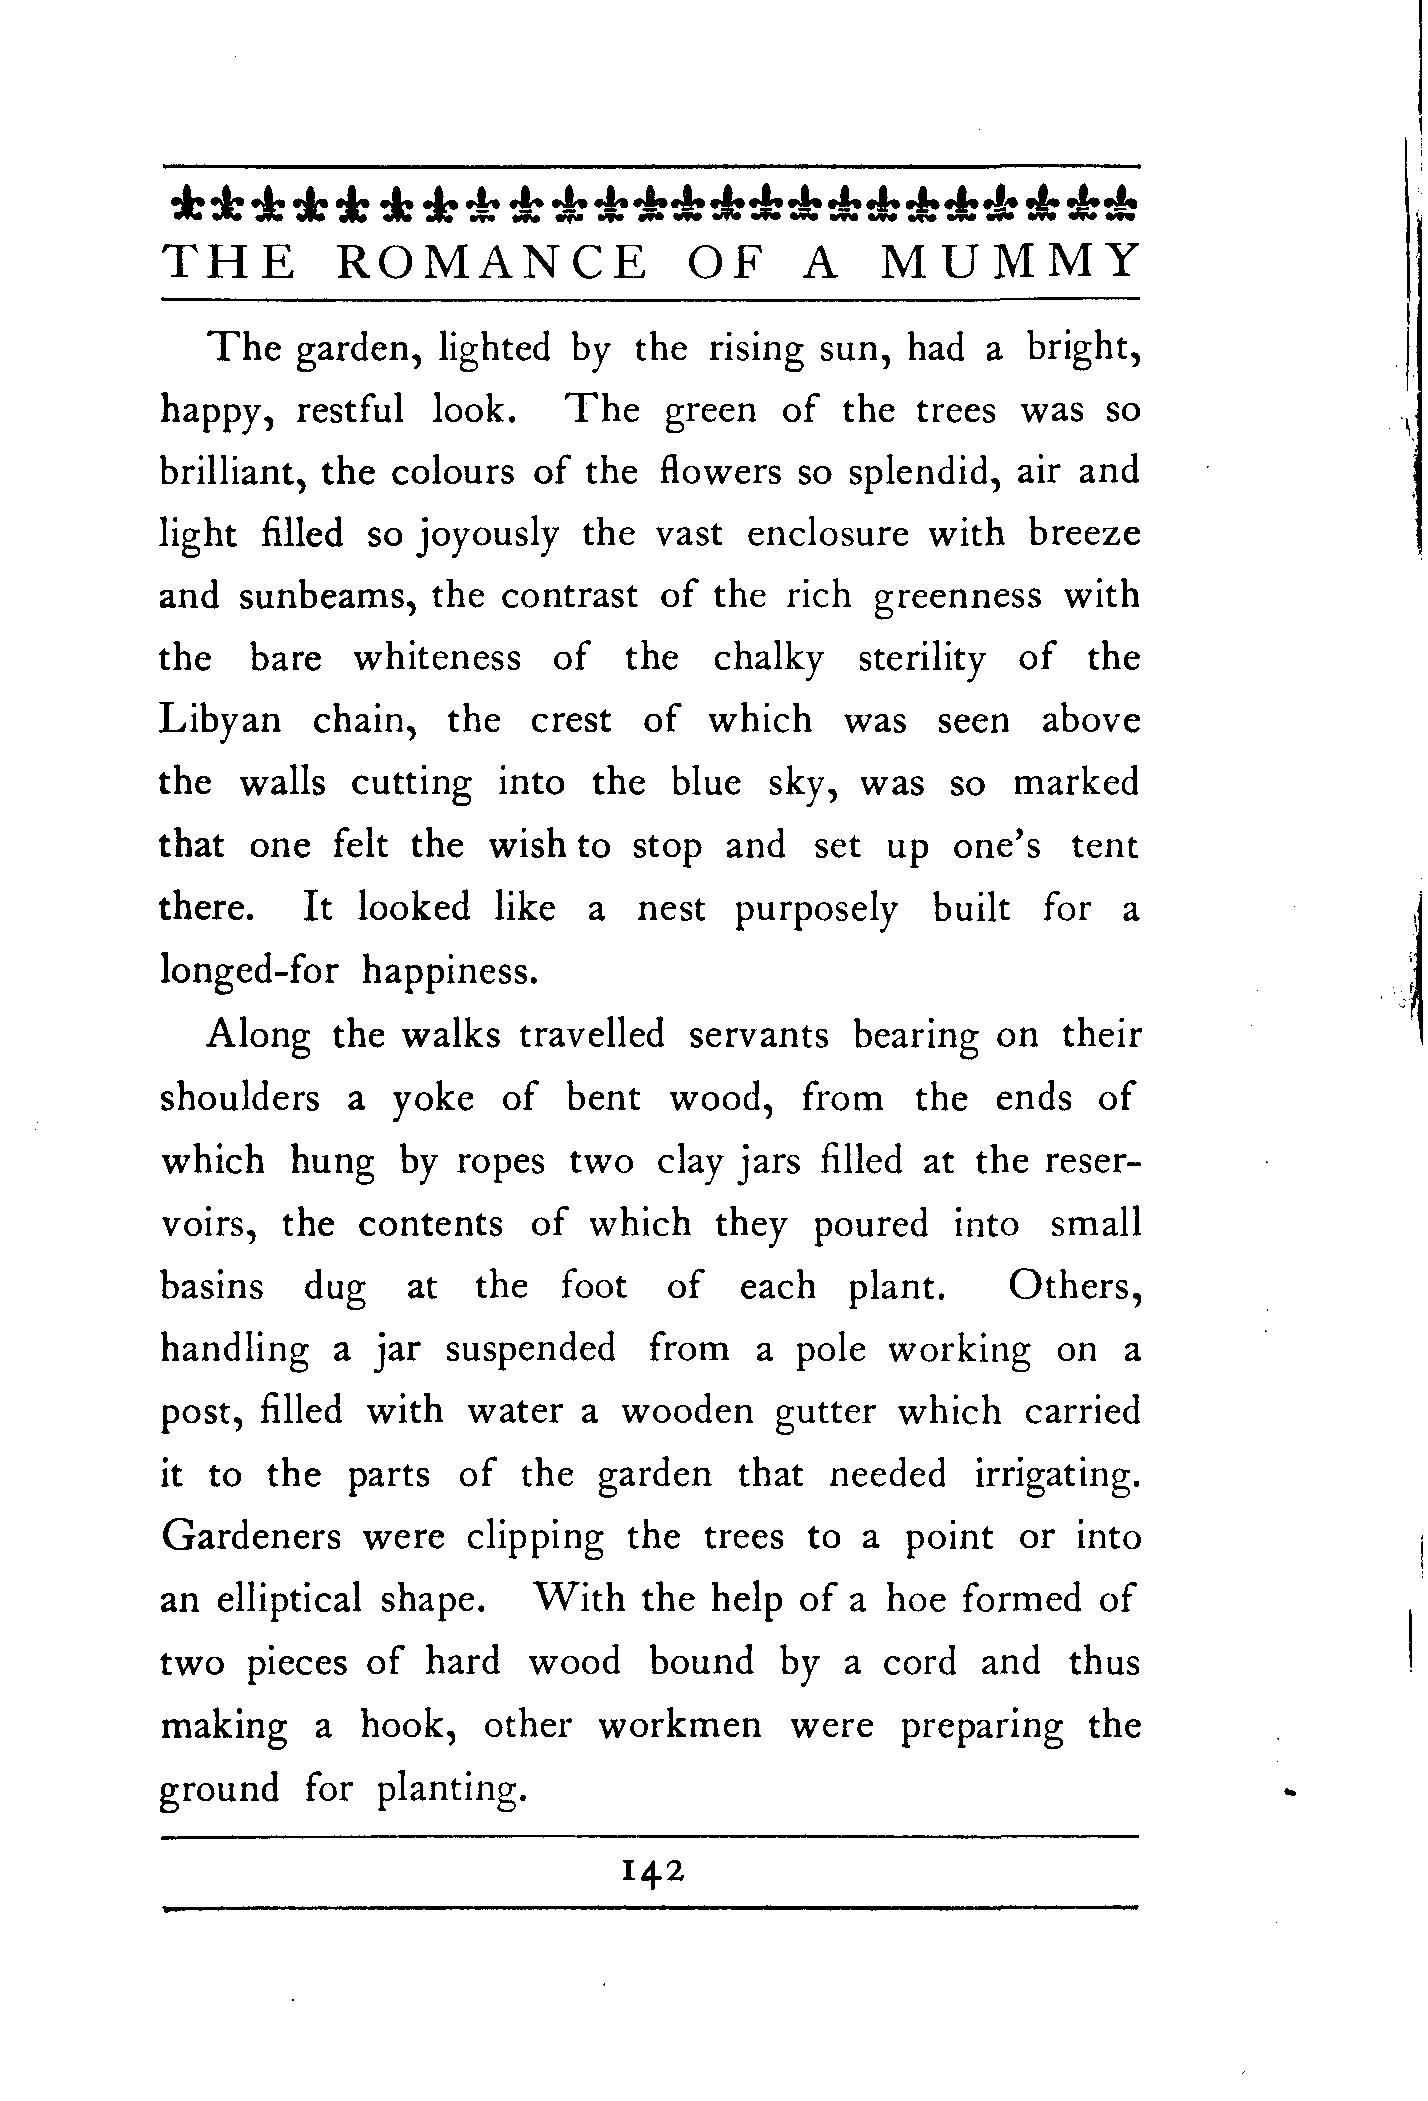 THE ROMANCE OF A MUMMY
The garden, lighted by the rising sun, had a bright,
happy, restful look. The green of the trees was so
brilliant, the colours of the flowers so splendid, air and
light filled so joyously the vast enclosure with breeze
and sunbeams, the contrast of the rich greenness with
the bare whiteness of the chalky sterility of the
Libyan chain, the crest of which was seen above
the walls cutting into the blue sky, was so marked
that one felt the wish to stop and set up one's tent
there. It looked like a nest purposely built for a
longed-for happiness.
Along the walks travelled servants bearing on their
shoulders a yoke of bent wood, from the ends of
which hung by ropes two clay jars filled at the reser-
voirs, the contents of which they poured into small
basins dug at the foot of each plant. Others,
handling a jar suspended from a pole working on a
post, filled with water a wooden gutter which carried
it to the parts of the garden that needed irrigating.
Gardeners were clipping the trees to a point or into
an elliptical shape. With the help of a hoe formed of
two pieces of hard wood bound by a cord and thus
making a hook, other workmen were preparing the
ground for planting.
142